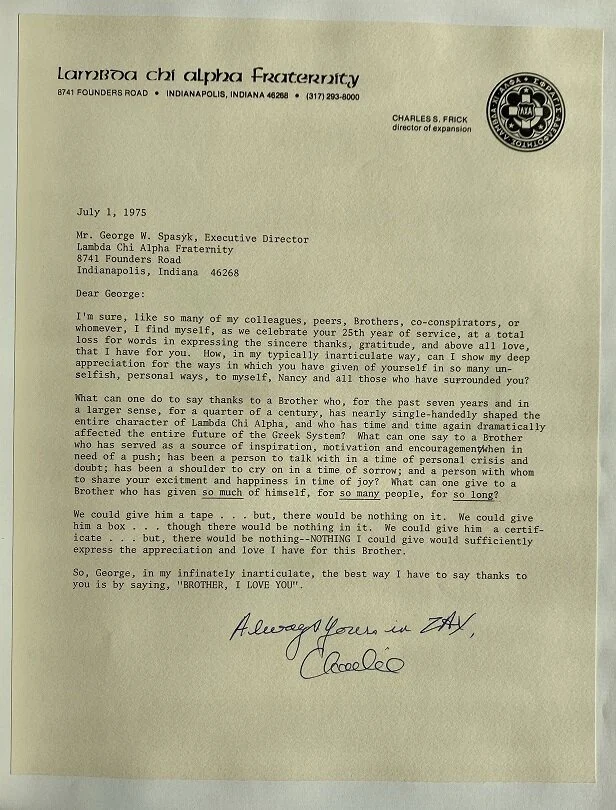 Lambda chi alpha Fraternity
8741 FOUNDERS ROAD • INDIANAPOLIS, INDIANA 46268 • (317) 293-8000
CHARLES S. FRICK
director of expansion
ΛΧΑ
July 1, 1975
Mr. George W. Spasyk, Executive Director
Lambda Chi Alpha Fraternity
8741 Founders Road
Indianapolis, Indiana  46268
Dear George:
I'm sure, like so many of my colleagues, peers, Brothers, co-conspirators, or
whomever, I find myself, as we celebrate your 25th year of service, at a total
loss for words in expressing the sincere thanks, gratitude, and above all love,
that I have for you.  How, in my typically inarticulate way, can I show my deep
appreciation for the ways in which you have given of yourself in so many un-
selfish, personal ways, to myself, Nancy and all those who have surrounded you?
What can one do to say thanks to a Brother who, for the past seven years and in
a larger sense, for a quarter of a century, has nearly single-handedly shaped the
entire character of Lambda Chi Alpha, and who has time and time again dramatically
affected the entire future of the Greek System?  What can one say to a Brother
who has served as a source of inspiration, motivation and encouragement/when in
need of a push; has been a person to talk with in a time of personal crisis and
doubt; has been a shoulder to cry on in a time of sorrow; and a person with whom
to share your excitment and happiness in time of joy?  What can one give to a
Brother who has given so much of himself, for so many people, for so long?
We could give him a tape . . . but, there would be nothing on it.  We could give
him a box . . . though there would be nothing in it.  We could give him  a certif-
icate . . . but, there would be nothing--NOTHING I could give would sufficiently
express the appreciation and love I have for this Brother.
So, George, in my infinately inarticulate, the best way I have to say thanks to
you is by saying, "BROTHER, I LOVE YOU".
Always Yours in ZAX,
Charlie